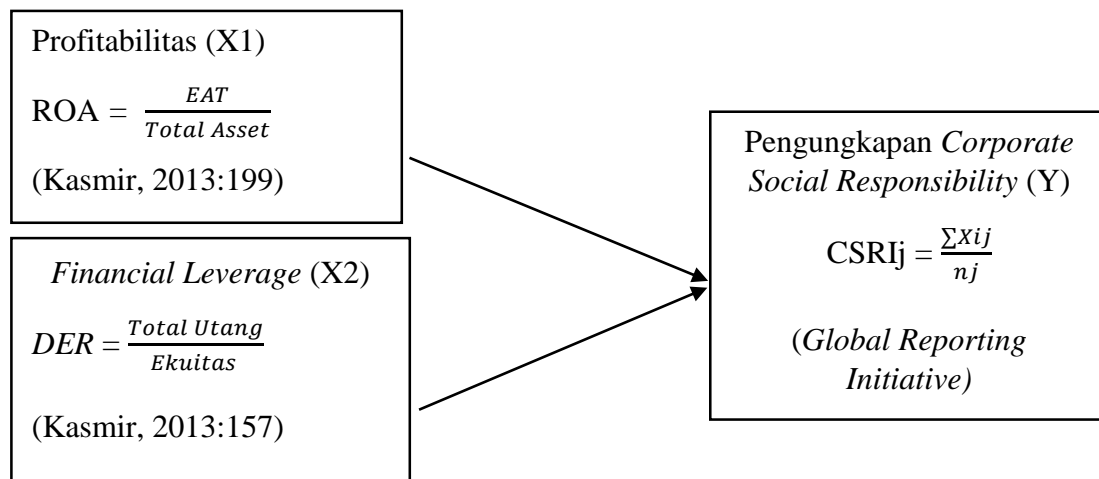 Profitabilitas (X1)
ROA = EAT / Total Asset
(Kasmir, 2013:199)
Financial Leverage (X2)
DER = Total Utang / Ekuitas
(Kasmir, 2013:157)
Pengungkapan Corporate
Social Responsibility (Y)
CSRIj = ∑Xij / nj
(Global Reporting
Initiative)